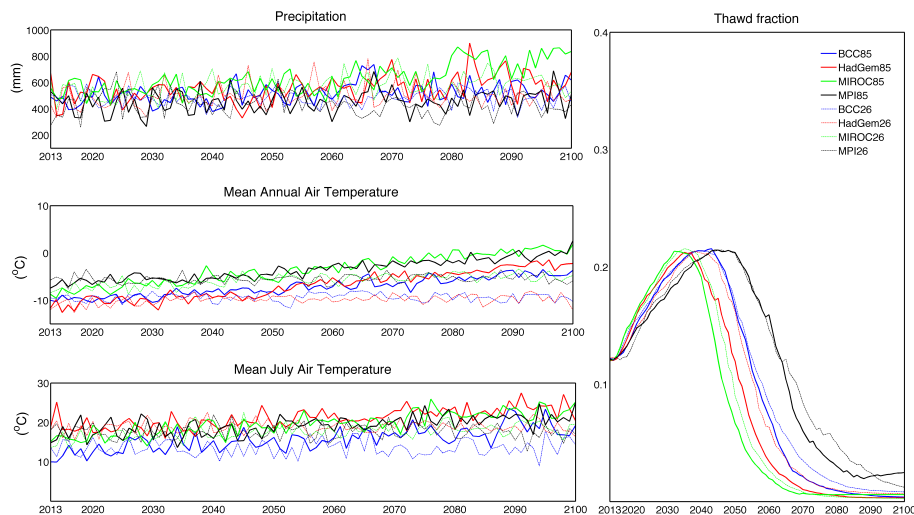 Precipitation
1000
800
600
400
200
(mm)
2013 2020 2030 2040 2050 2060 2070 2080 2090 2100
Mean Annual Air Temperature
10
0
-10
(°C)
2013 2020 2030 2040 2050 2060 2070 2080 2090 2100
Mean July Air Temperature
30
20
10
(°C)
2013 2020 2030 2040 2050 2060 2070 2080 2090 2100
Thawd fraction
0.4
0.3
0.2
0.1
BCC85
HadGem85
MIROC85
MPI85
BCC26
HadGem26
MIROC26
MPI26
20132020 2030 2040 2050 2060 2070 2080 2090 2100